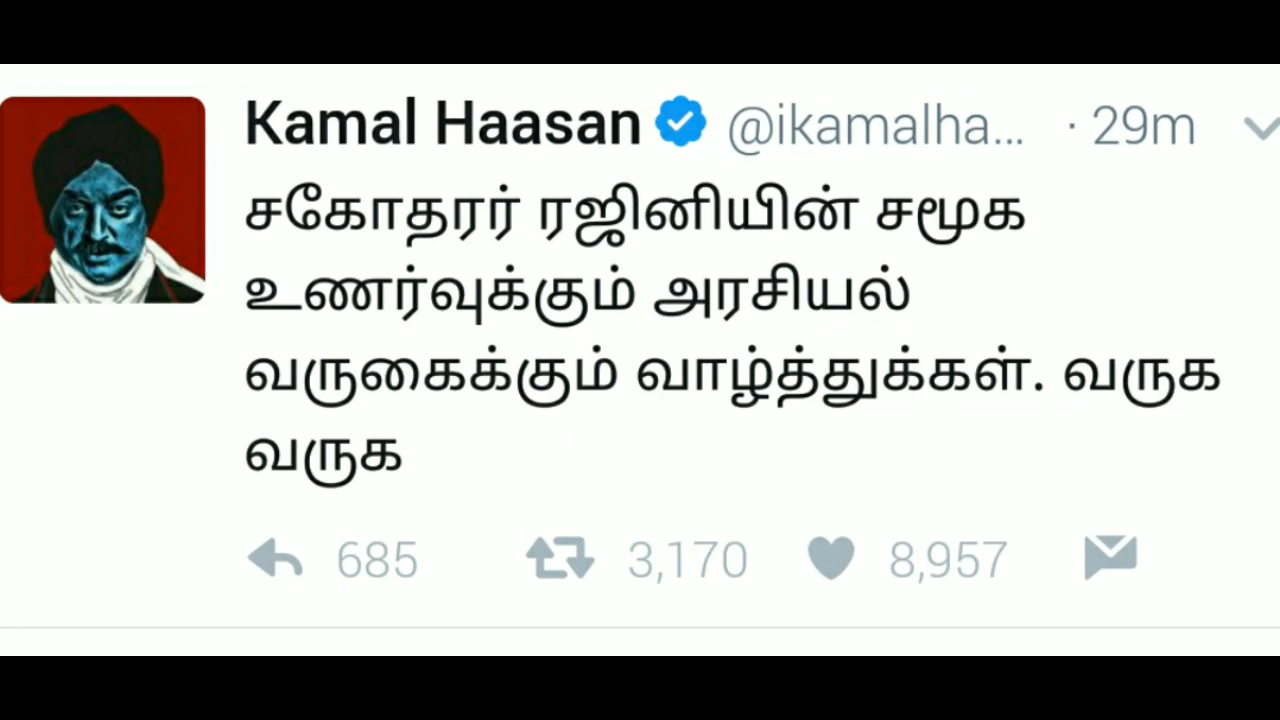 Kamal Haasan @ikamalha... · 29m
சகோதரர் ரஜினியின் சமூக
உணர்வுக்கும் அரசியல்
வருகைக்கும் வாழ்த்துக்கள். வருக
வருக
685 3,170 8,957